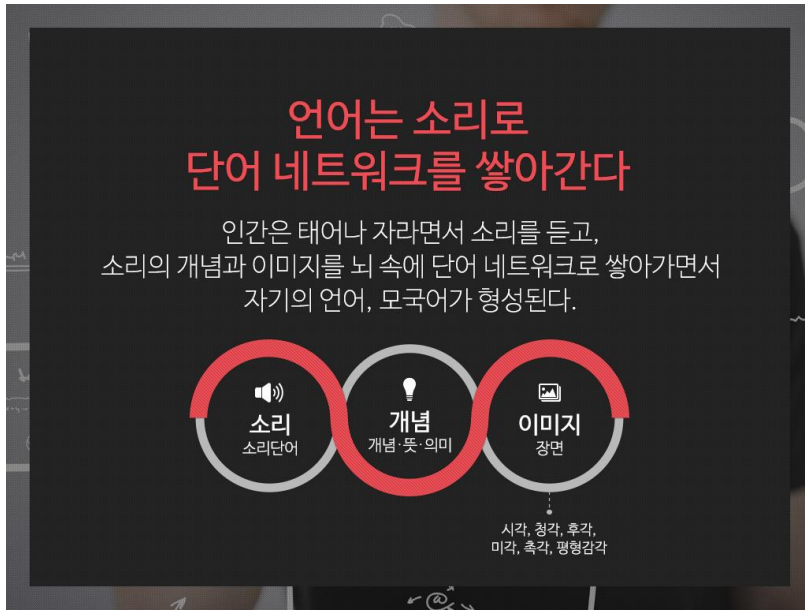 언어는 소리로
단어 네트워크를 쌓아간다
인간은 태어나 자라면서 소리를 듣고,
소리의 개념과 이미지를 뇌 속에 단어 네트워크로 쌓아가면서
자기의 언어, 모국어가 형성된다.
소리
소리단어
개념
개념·뜻·의미
이미지
장면
시각, 청각, 후각,
미각, 촉각, 평형감각
@